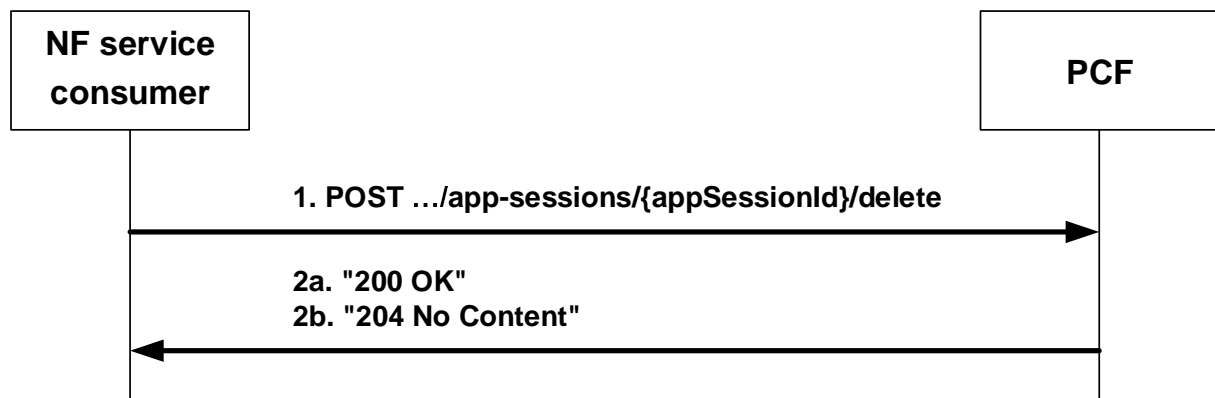 NF service
consumer
PCF
1. POST …/app-sessions/{appSessionId}/delete
2a. "200 OK"
2b. "204 No Content"